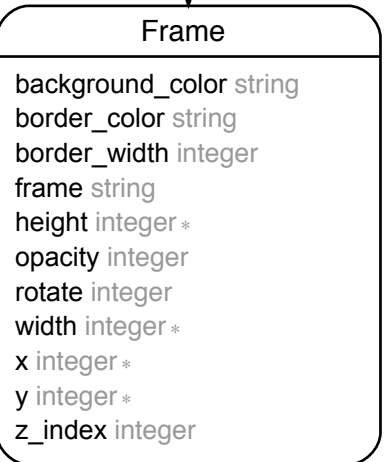 Frame
background_color string
border_color string
border_width integer
frame string
height integer *
opacity integer
rotate integer
width integer *
x integer *
y integer *
z_index integer